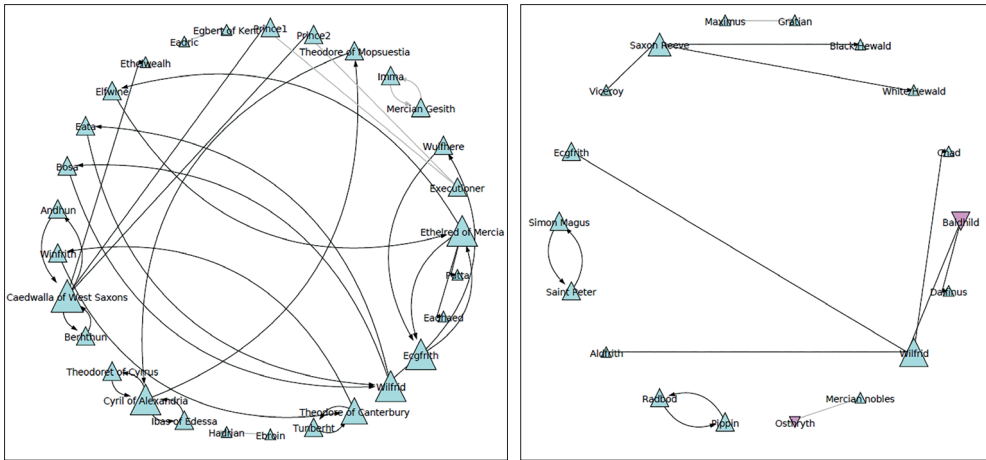 Prince1
Egbert of Kent
Prince2
Eadric
Theodore of Mopsuestia
Ethelwealh
Imma
Elfwine
Mercian Gesith
Eata
Wulfhere
Bosa
Executioner
Andhun
Ethelred of Mercia
Winfrith
Putta
Caedwalla of West Saxons
Eadhaed
Berhthun
Ecgfrith
Theodoret of Cyrrus
Wilfrid
Cyril of Alexandria
Theodore of Canterbury
Ibas of Edessa
Tunberht
Hadrian
Ebroin
Maximus
Gratian
Saxon Reeve
Black Hewald
Viceroy
White Hewald
Ecgfrith
Chad
Simon Magus
Baldhild
Saint Peter
Dalfinus
Aldfrith
Wilfrid
Radbod
Mercian nobles
Pippin
Osthryth